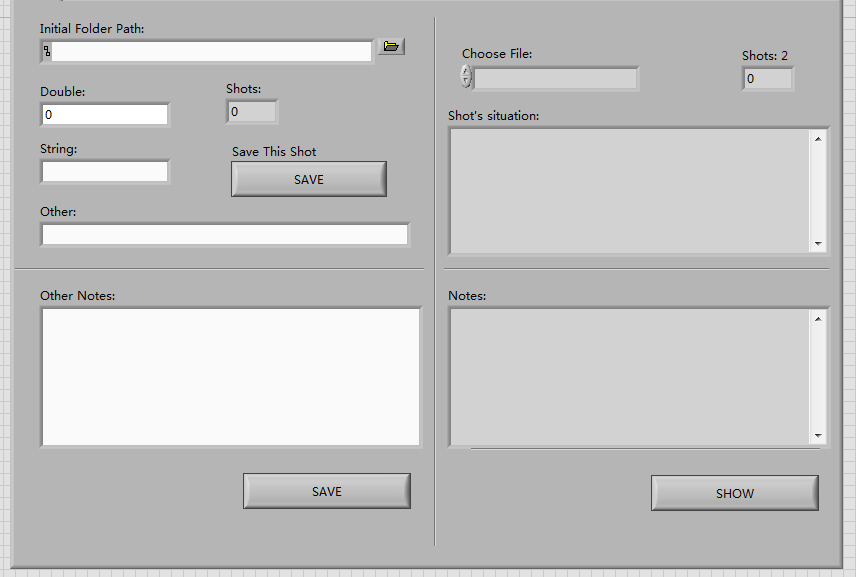 Initial Folder Path:
Double:
0
Shots:
0
String:
Save This Shot
SAVE
Other:
Other Notes:
SAVE
Choose File:
Shots: 2
0
Shot's situation:
Notes:
SHOW